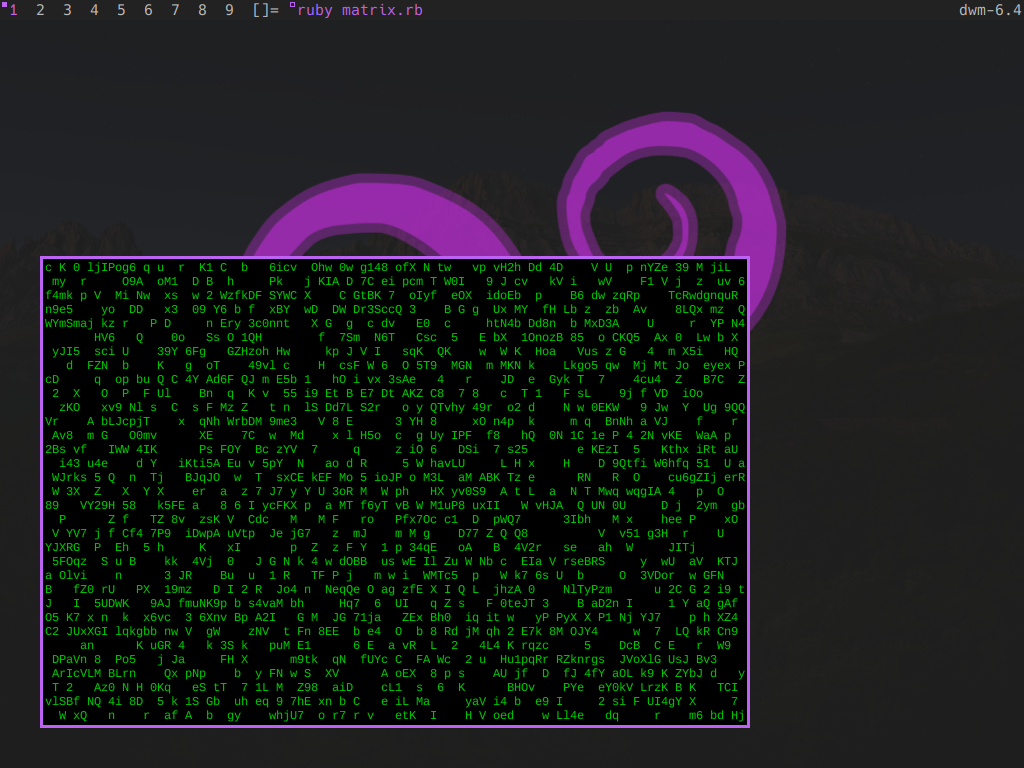 1 2 3 4 5 6 7 8 9 []= ruby matrix.rb dwm-6.4
c K 0 ljIPog6 q u r K1 C b 6icv Ohw 0w g148 ofX N tw vp vH2h Dd 4D V U p nYZe 39 M jiL
my r O9A oM1 D B h Pk j KIA D 7C ei pcm T W0I 9 J cv kV i wV F1 V j z uv 6
f4mk p V Mi Nw xs w 2 WzfkDF SYWC X C GtBK 7 oIyf eOX idoEb p B6 dw zqRp TcRwdgnquR
n9e5 yo DD x3 09 Y6 b f xBY wD DW Dr3SccQ 3 B G g Ux MY fH Lb z zb Av 8LQx mz Q
WYmSmaj kz r P D n Ery 3c0nnt X G g c dv E0 c htN4b Dd8n b MxD3A U r YP N4
HV6 Q 0o Ss O 1QH f 7Sm N6T Csc 5 E bX 1OnozB 85 o CKQ5 Ax 0 Lw b X
yJI5 sci U 39Y 6Fg GZHzoh Hw kp J V I sqK QK w W K Hoa Vus z G 4 m X5i HQ
d FZN b K g oT 49vl c H csF W 6 O 5T9 MGN m MKN k Lkgo5 qw Mj Mt Jo eyex P
cD q op bu Q C 4Y Ad6F QJ m E5b 1 hO i vx 3sAe 4 r JD e Gyk T 7 4cu4 Z B7C Z
2 X O P F Ul Bn q K v 55 i9 Et B E7 Dt AKZ C8 7 8 c T 1 F sL 9j f VD iOo
zKO xv9 Nl s C s F Mz Z t n lS Dd7L S2r o y QTvhy 49r o2 d N w 0EKW 9 Jw Y Ug 9QQ
Vr A bLJcpjT x qNh WrbDM 9me3 V 8 E 3 YH 8 xO n4p k m q BnNh a VJ f r
Av8 m G O0mv XE 7C w Md x l H5o c g Uy IPF f8 hQ 0N 1C 1e P 4 2N vKE WaA p
2Bs vf IWW 4IK Ps FOY Bc zYV 7 q z iO 6 DSi 7 s25 e KEzI 5 Kthx iRt aU
i43 u4e d Y iKti5A Eu v 5pY N ao d R 5 W havLU L H x H D 9Qtfi W6hfq 51 U a
WJrks 5 Q n Tj BJqJO w T sxCE kEF Mo 5 ioJP o M3L aM ABK Tz e RN R O cu6gZIj erR
W 3X Z X Y X er a z 7 J7 y Y U 3oR M W ph HX yv0S9 A t L a N T Mwq wqgIA 4 p O
89 VY29H 58 k5FE a 8 6 I ycFKX p a MT f6yT vB W M1uP8 uxII W vHJA Q UN 0U D j 2ym gb
P Z f TZ 8v zsK V Cdc M M F ro Pfx7Oc c1 D pWQ7 3Ibh M x hee P xO
V YV7 j f Cf4 7P9 iDwpA uVtp Je jG7 z mJ m M g D77 Z Q Q8 V v51 g3H r U
YJXRG P Eh 5 h K xI p Z z F Y 1 p 34qE oA B 4V2r se ah W JITj
5FOqz S u B kk 4Vj 0 J G N k 4 w dOBB us wE Il Zu W Nb c EIa V rseBRS y wU aV KTJ
a Olvi n 3 JR Bu u 1 R TF P j m w i WMTc5 p W k7 6s U b O 3VDor w GFN
B fZ0 rU PX 19mz D I 2 R Jo4 n NeqQe O ag zfE X I Q L jhzA 0 NlTyPzm u 2C G 2 i9 t
J I 5UDWK 9AJ fmuNK9p b s4vaM bh Hq7 6 UI q Z s F 0teJT 3 B aD2n I 1 Y aQ gAf
O5 K7 x n k x6vc 3 6Xnv Bp A2I G M JG 71ja ZEx Bh0 iq it w yP PyX X P1 Nj YJ7 p h XZ4
C2 JUxXGI lqkgbb nw V gW zNV t Fn 8EE b e4 O b 8 Rd jM qh 2 E7k 8M OJY4 w 7 LQ kR Cn9
an K uGR 4 k 3S k puM E1 6 E a vR L 2 4L4 K rqzc 5 DcB C E r W9
DPaVn 8 Po5 j Ja FH X m9tk qN fUYc C FA Wc 2 u Hu1pqRr RZknrgs JVoXlG UsJ Bv3
ArIcVLM BLrn Qx pNp b y FN w S XV A oEX 8 p s AU jf D fJ 4fY aOL k9 K ZYbJ d y
T 2 Az0 N H 0Kq eS tT 7 1L M Z98 aiD cL1 s 6 K BHOv PYe eY0kV LrzK B K TCI
vlSBf NQ 4i 8D 5 k 1S Gb uh eq 9 7hE xn b C e iL Ma yaV i4 b e9 I 2 si F UI4gY X 7
W xQ n r af A b gy whjU7 o r7 r v etK I H V oed w Ll4e dq r m6 bd Hj